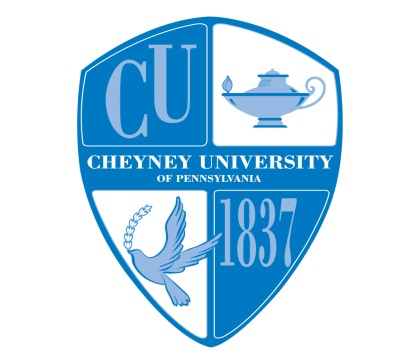 CU
CHEYNEY UNIVERSITY
OF PENNSYLVANIA
1837